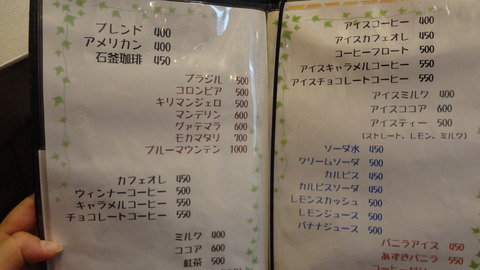 ブレンド 400
アメリカン 400
石釜珈琲 450
ブラジル 500
コロンビア 500
キリマンジェロ 500
マンデリン 600
グァテマラ 600
モカマタリ 700
ブルーマウンテン 1000
カフェオレ 450
ウィンナーコーヒー 500
キャラメルコーヒー 550
チョコレートコーヒー 550
ミルク 400
ココア 600
紅茶 500
アイスコーヒー 400
アイスカフェオレ 450
コーヒーフロート 500
アイスキャラメルコーヒー 550
アイスチョコレートコーヒー 550
アイスミルク 400
アイスココア 600
アイスティー 500
(ストレート、レモン、ミルク)
ソーダ水 400
クリームソーダ 500
カルピス 450
カルピスソーダ 450
レモンスカッシュ 500
レモンジュース 500
バナナジュース 500
バニラアイス 450
あずきバニラ 550